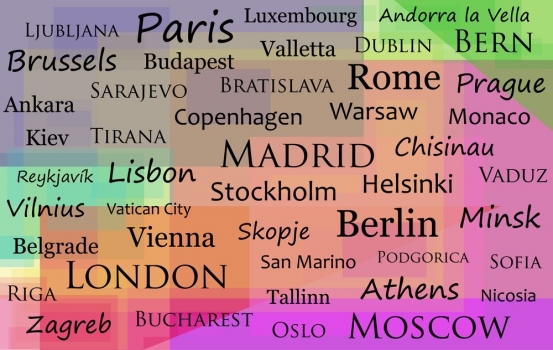 Ljubljana
Paris
Luxembourg
Andorra la Vella
Brussels
Budapest
Valletta
Dublin
Bern
Ankara
Sarajevo
Bratislava
Rome
Prague
Kiev
Tirana
Copenhagen
Warsaw
Monaco
Reykjavík
Lisbon
Madrid
Chisinau
Vaduz
Vilnius
Vatican City
Stockholm
Helsinki
Belgrade
Vienna
Skopje
Berlin
Minsk
London
San Marino
Podgorica
Sofia
Riga
Tallinn
Athens
Nicosia
Zagreb
Bucharest
Oslo
Moscow